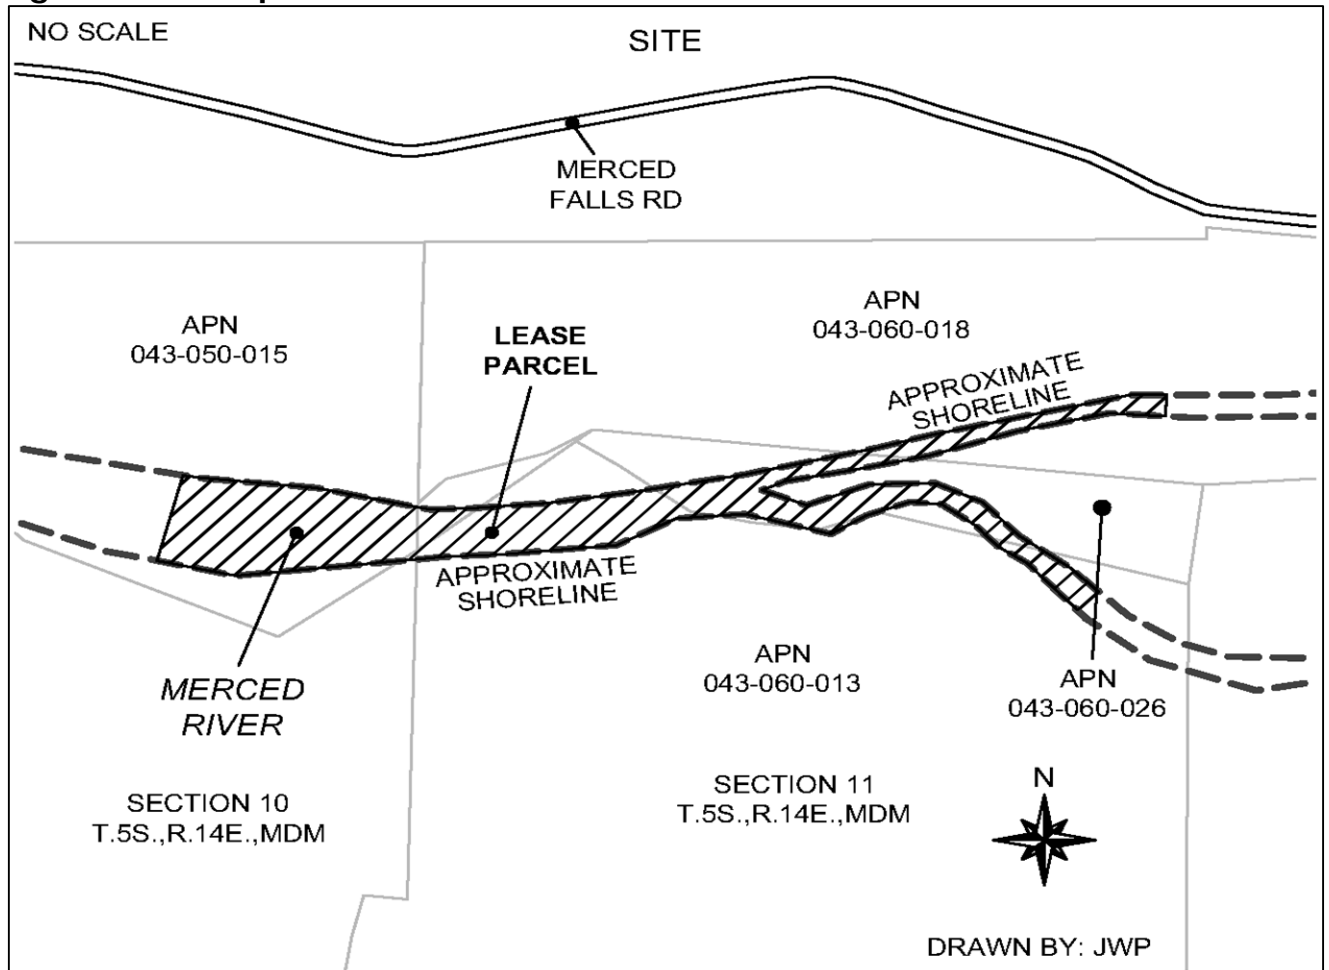 NO SCALE
SITE
MERCED
FALLS RD
APN
043-050-015
LEASE
PARCEL
APN
043-060-018
APPROXIMATE
SHORELINE
APPROXIMATE
SHORELINE
MERCED
RIVER
APN
043-060-013
APN
043-060-026
SECTION 10
T.5S.,R.14E.,MDM
SECTION 11
T.5S.,R.14E.,MDM
N
DRAWN BY: JWP